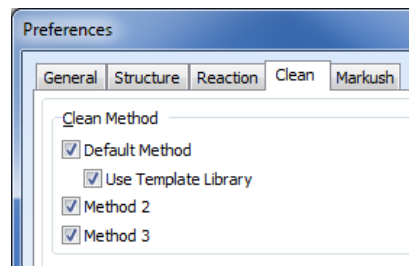 Preferences
General Structure Reaction Clean Markush
Clean Method
Default Method
Use Template Library
Method 2
Method 3